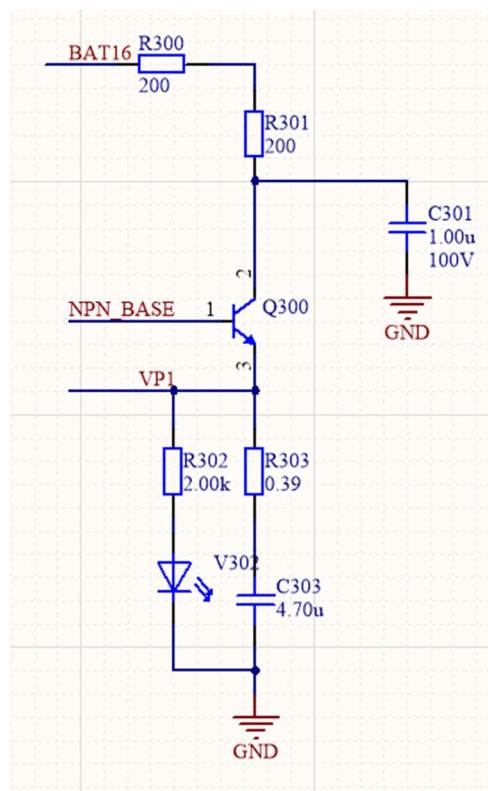 R300
BAT16
200
R301
200
C301
1.00u
100V
GND
2
NPN_BASE
1
Q300
3
VP1
R302
2.00k
R303
0.39
V302
C303
4.70u
GND